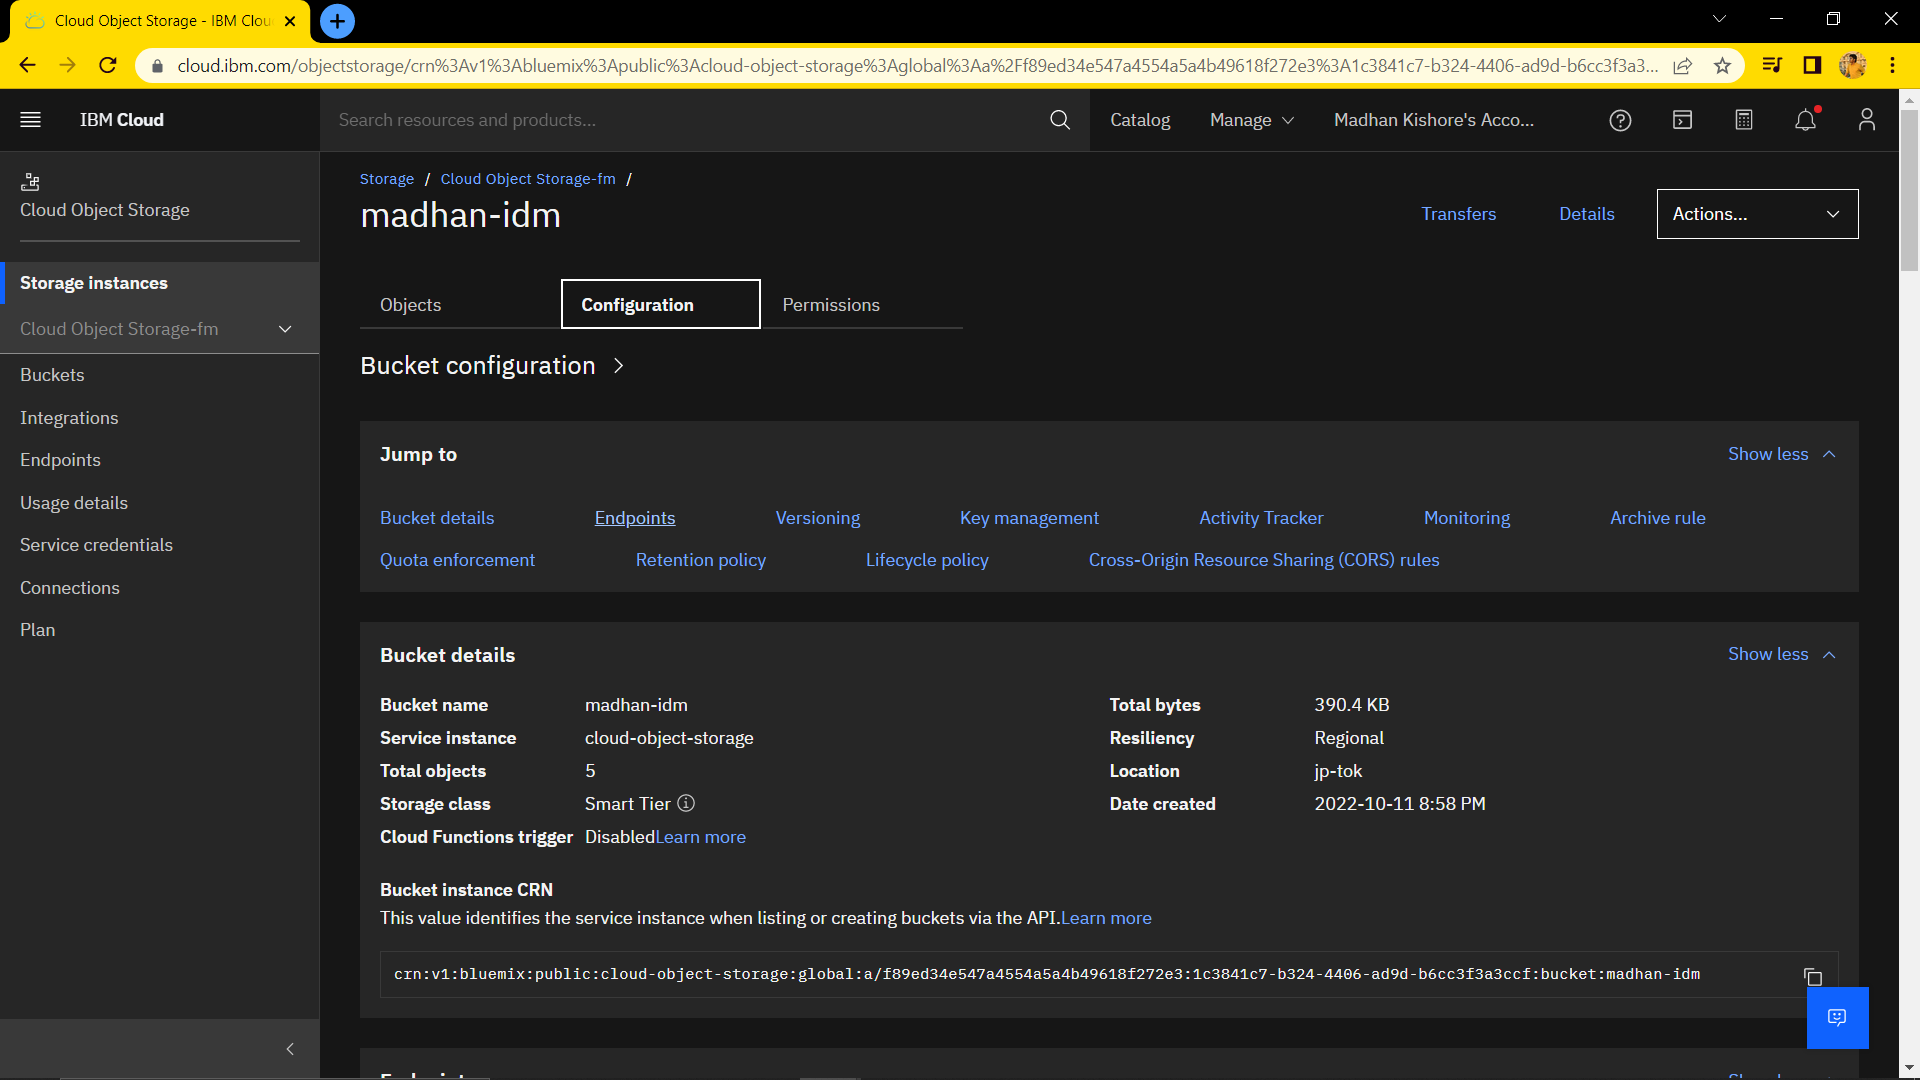 Cloud Object Storage - IBM Clou
cloud.ibm.com/objectstorage/crn%3Av1%3Abluemix%3Apublic%3Acloud-object-storage%3Aglobal%3Aa%2Ff89ed34e547a4554a5a4b49618f272e3%3A1c3841c7-b324-4406-ad9d-b6cc3f3a3...
IBM Cloud
Search resources and products...
Catalog
Manage
Madhan Kishore's Acco...
Cloud Object Storage
Storage instances
Cloud Object Storage-fm
Buckets
Integrations
Endpoints
Usage details
Service credentials
Connections
Plan
Storage / Cloud Object Storage-fm /
madhan-idm
Transfers
Details
Actions...
Objects
Configuration
Permissions
Bucket configuration
Jump to
Show less
Bucket details Endpoints Versioning Key management Activity Tracker Monitoring Archive rule
Quota enforcement Retention policy Lifecycle policy Cross-Origin Resource Sharing (CORS) rules
Bucket details
Show less
Bucket name madhan-idm
Service instance cloud-object-storage
Total objects 5
Storage class Smart Tier
Cloud Functions trigger DisabledLearn more
Total bytes 390.4 KB
Resiliency Regional
Location jp-tok
Date created 2022-10-11 8:58 PM
Bucket instance CRN
This value identifies the service instance when listing or creating buckets via the API.Learn more
crn:v1:bluemix:public:cloud-object-storage:global:a/f89ed34e547a4554a5a4b49618f272e3:1c3841c7-b324-4406-ad9d-b6cc3f3a3ccf:bucket:madhan-idm